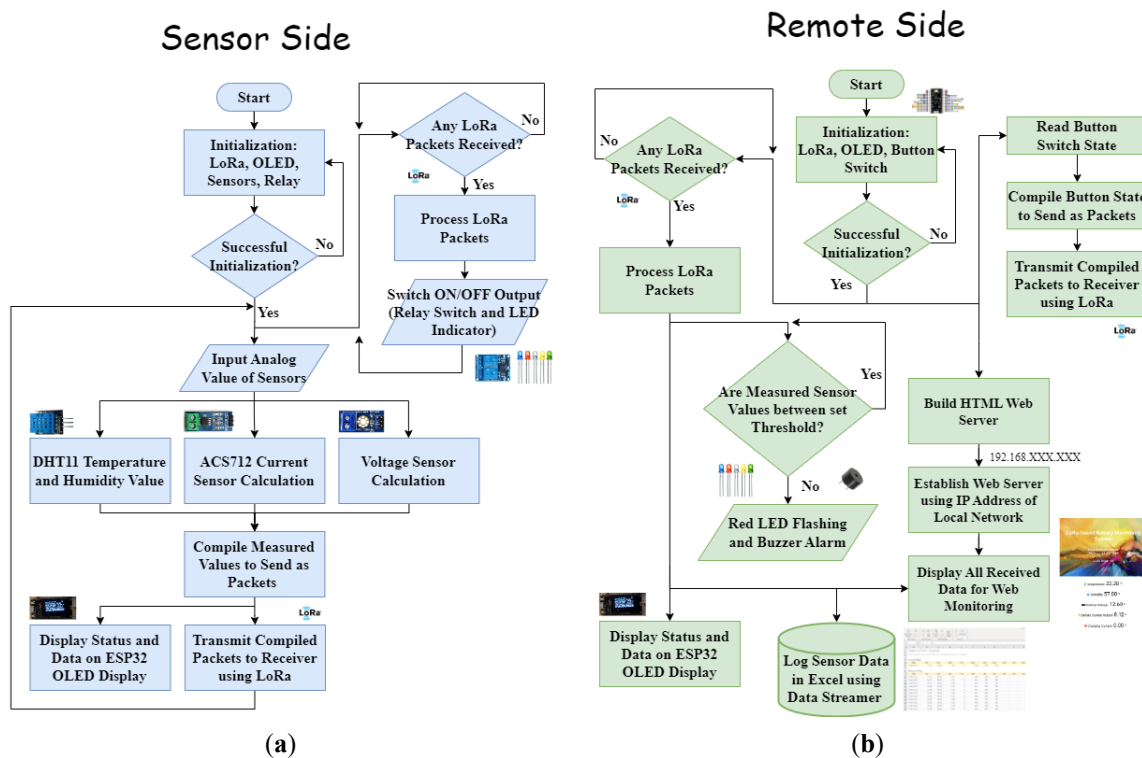 Sensor Side
Start
Initialization:
LoRa, OLED,
Sensors, Relay
Successful
Initialization?
No
Yes
Any LoRa
Packets Received?
No
LoRa
Yes
Process LoRa
Packets
Switch ON/OFF Output
(Relay Switch and LED
Indicator)
Input Analog
Value of Sensors
DHT11 Temperature
and Humidity Value
ACS712 Current
Sensor Calculation
Voltage Sensor
Calculation
Compile Measured
Values to Send as
Packets
LoRa
Display Status and
Data on ESP32
OLED Display
Transmit Compiled
Packets to Receiver
using LoRa
(a)
Remote Side
Start
Initialization:
LoRa, OLED, Button
Switch
Successful
Initialization?
No
Yes
No
Any LoRa
Packets Received?
LoRa
Yes
Process LoRa
Packets
Read Button
Switch State
Compile Button State
to Send as Packets
Transmit Compiled
Packets to Receiver
using LoRa
LoRa
Are Measured Sensor
Values between set
Threshold?
Yes
No
Red LED Flashing
and Buzzer Alarm
Build HTML Web
Server
192.168.XXX.XXX
Establish Web Server
using IP Address of
Local Network
Display All Received
Data for Web
Monitoring
Display Status and
Data on ESP32
OLED Display
Log Sensor Data
in Excel using
Data Streamer
(b)